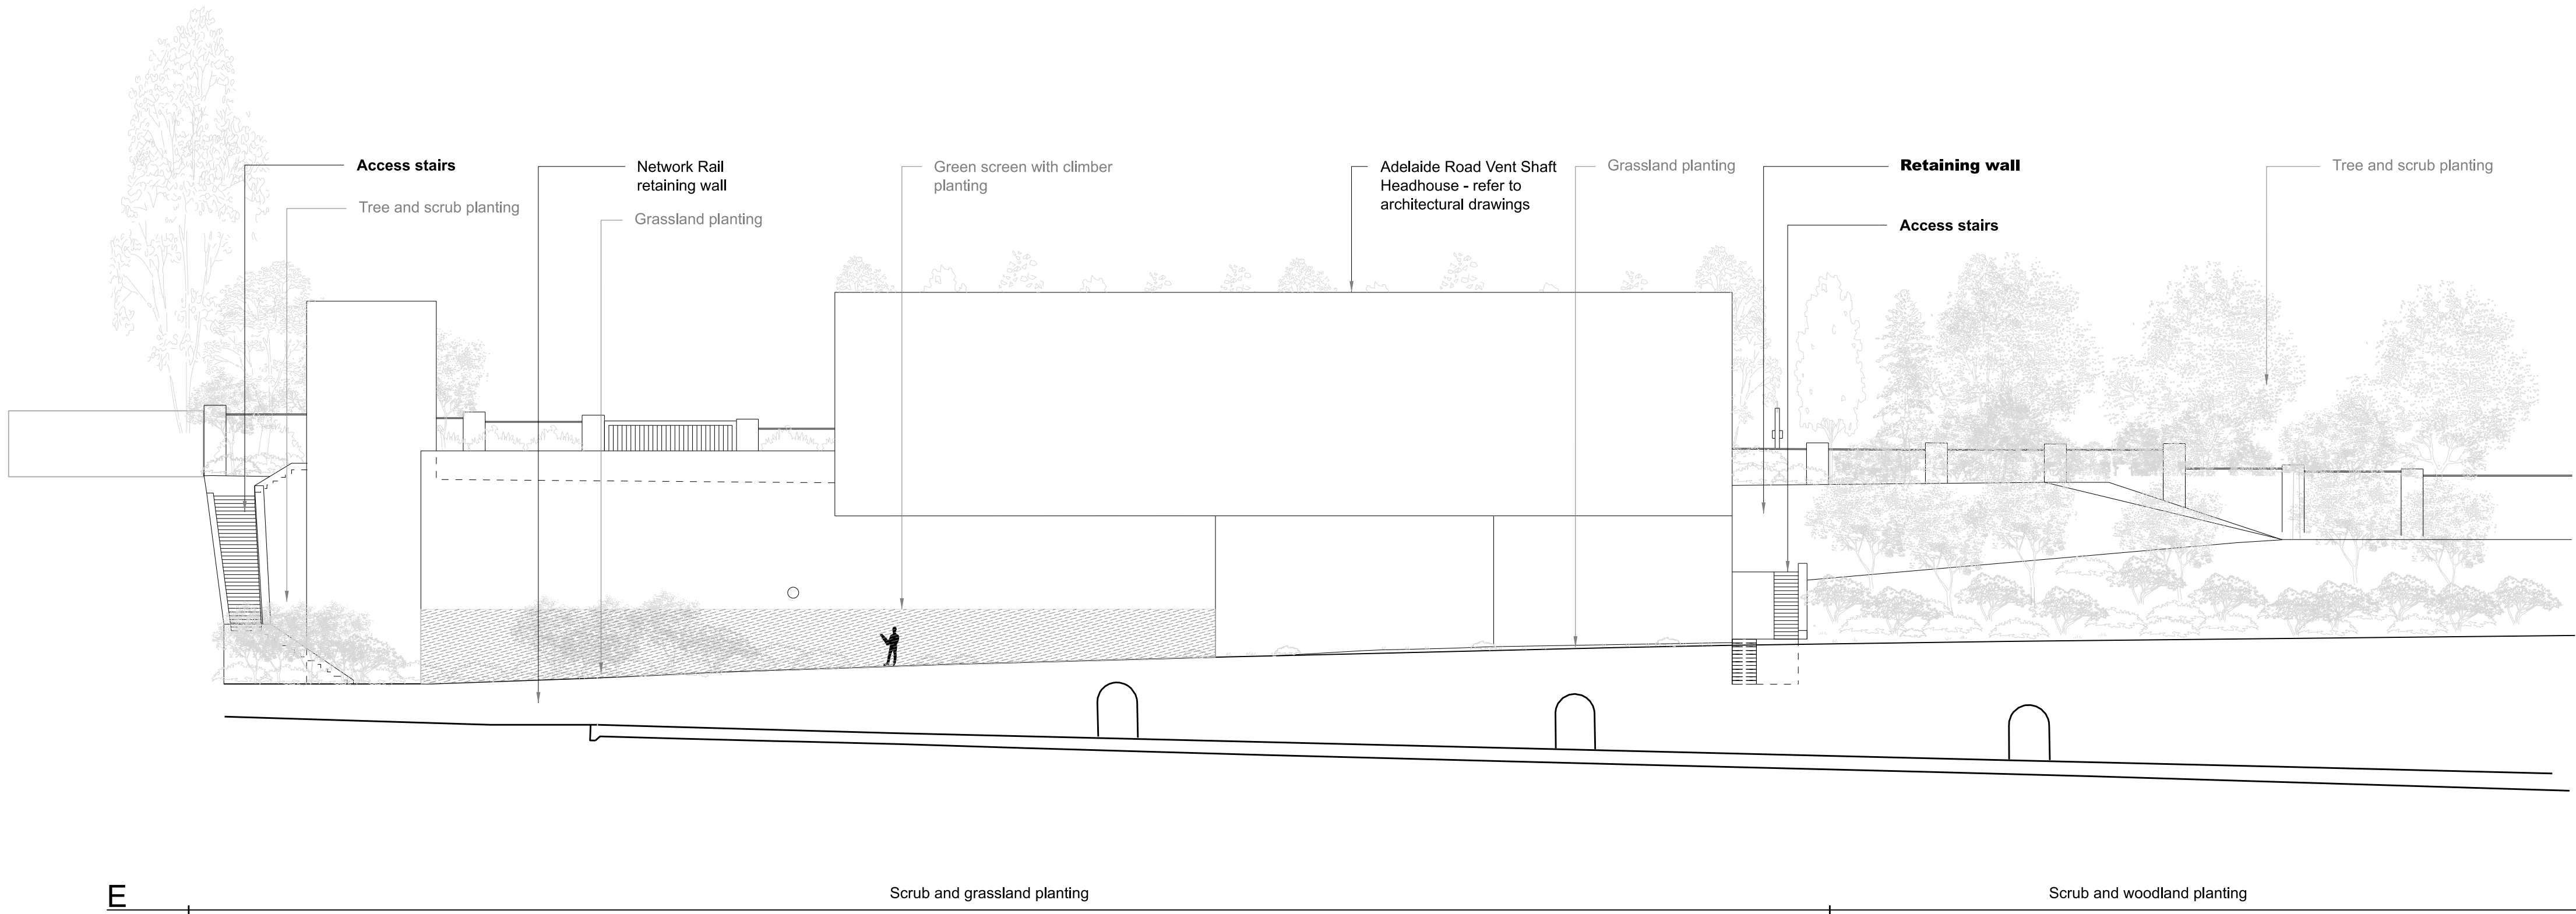 Access stairs
Tree and scrub planting
Network Rail
retaining wall
Grassland planting
Green screen with climber
planting
Adelaide Road Vent Shaft
Headhouse - refer to
architectural drawings
Grassland planting
Retaining wall
Access stairs
Tree and scrub planting
E
Scrub and grassland planting
Scrub and woodland planting